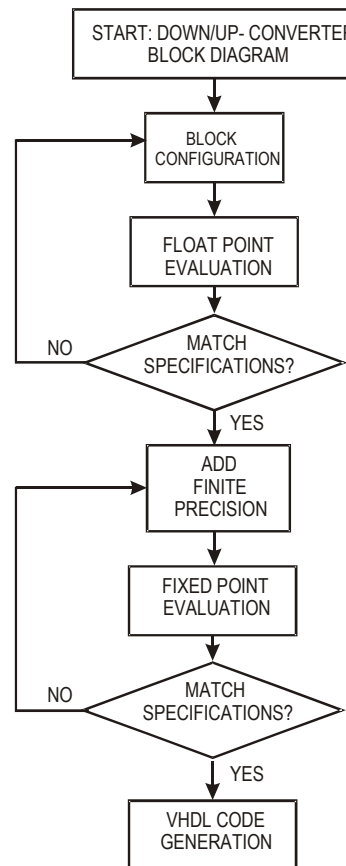 START: DOWN/UP- CONVERTER
BLOCK DIAGRAM
BLOCK
CONFIGURATION
FLOAT POINT
EVALUATION
MATCH
SPECIFICATIONS?
NO
YES
ADD
FINITE
PRECISION
FIXED POINT
EVALUATION
MATCH
SPECIFICATIONS?
NO
YES
VHDL CODE
GENERATION